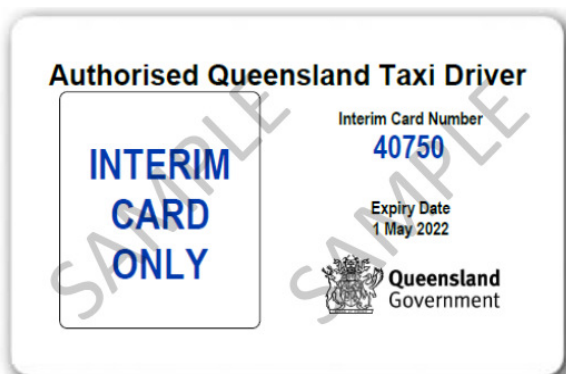 Authorised Queensland Taxi Driver
INTERIM
CARD
ONLY
Interim Card Number
40750
Expiry Date
1 May 2022
Queensland
Government
SAMPLE
SAMPLE